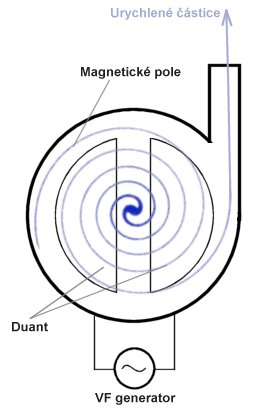 Urychlené částice
Magnetické pole
Duant
VF generator